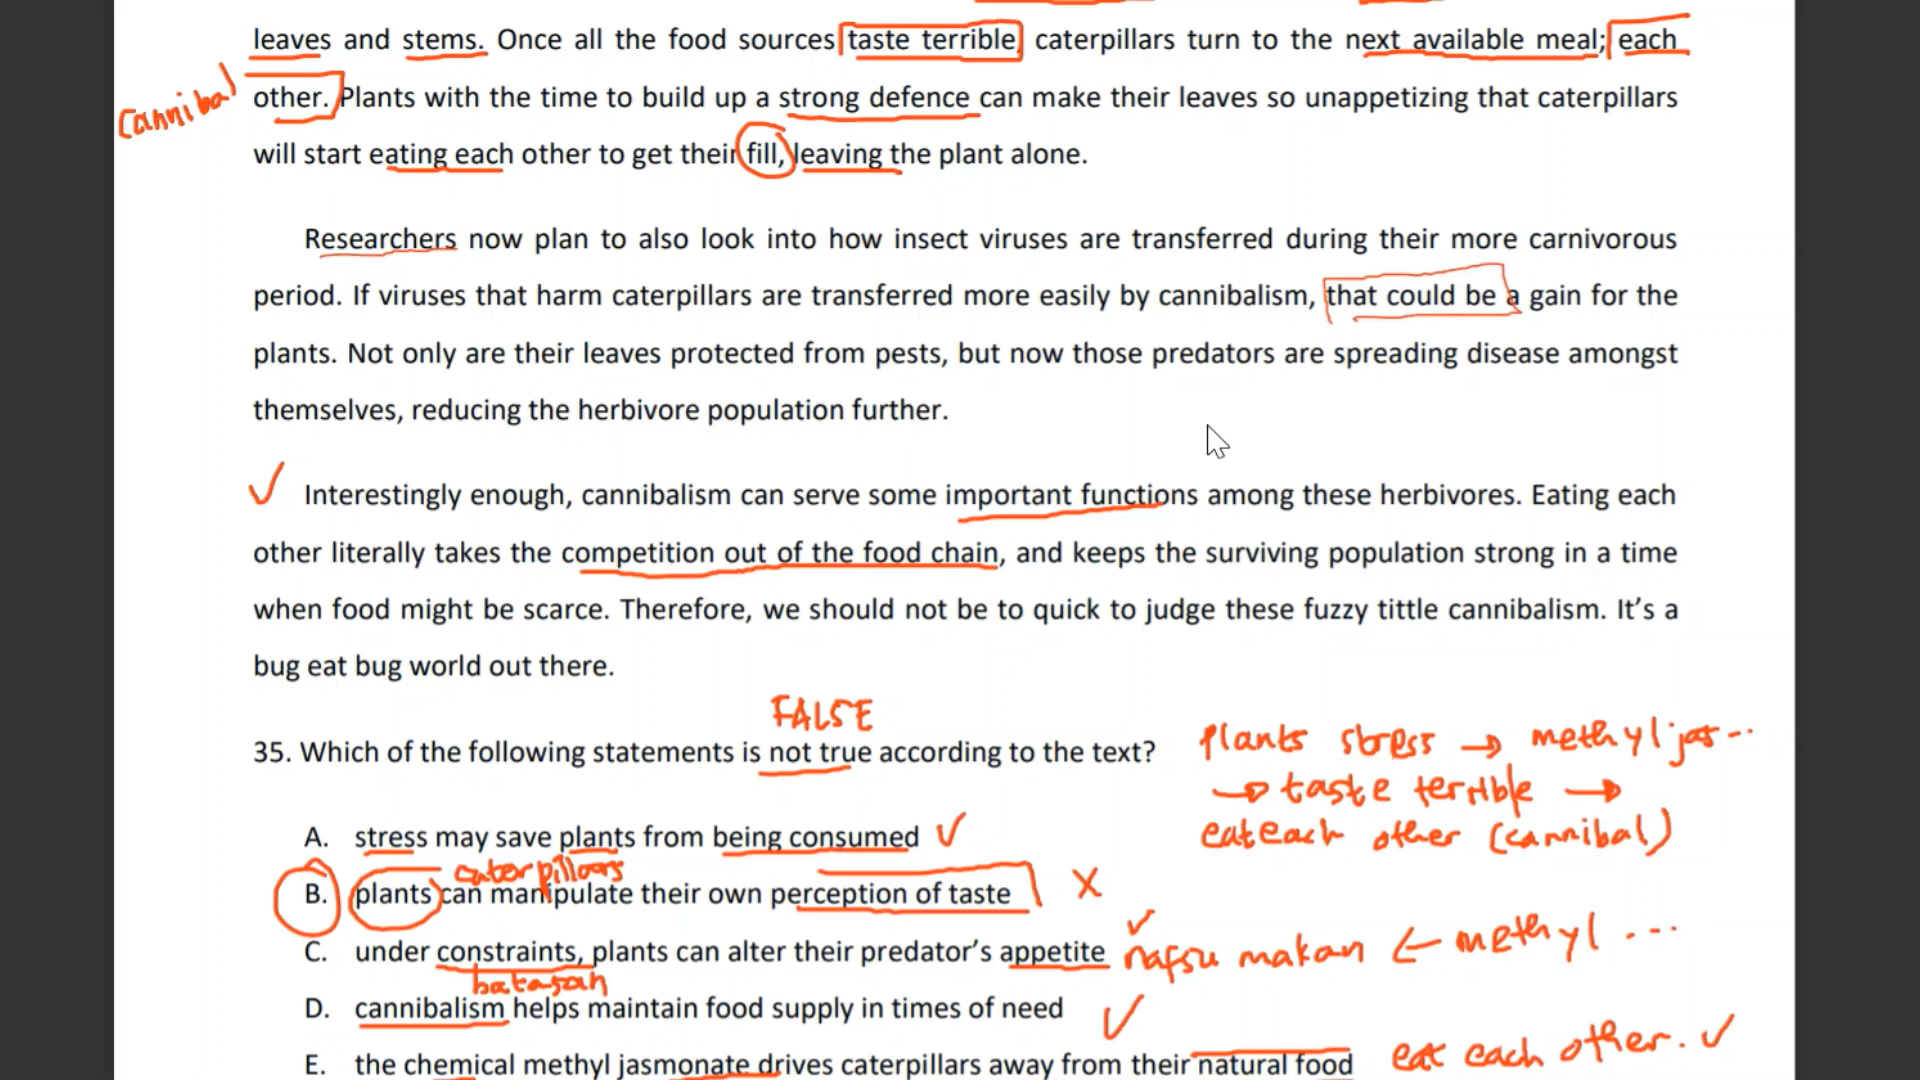 leaves and stems. Once all the food sources taste terrible, caterpillars turn to the next available meal; each
Cannibal
other. Plants with the time to build up a strong defence can make their leaves so unappetizing that caterpillars
will start eating each other to get their fill, leaving the plant alone.
Researchers now plan to also look into how insect viruses are transferred during their more carnivorous
period. If viruses that harm caterpillars are transferred more easily by cannibalism, that could be a gain for the
plants. Not only are their leaves protected from pests, but now those predators are spreading disease amongst
themselves, reducing the herbivore population further.
Interestingly enough, cannibalism can serve some important functions among these herbivores. Eating each
other literally takes the competition out of the food chain, and keeps the surviving population strong in a time
when food might be scarce. Therefore, we should not be to quick to judge these fuzzy tittle cannibalism. It's a
bug eat bug world out there.
FALSE
35. Which of the following statements is not true according to the text?
plants stress → methyl jas...
→ taste terrible →
eat each other (cannibal)
A. stress may save plants from being consumed
caterpillars
B. plants can manipulate their own perception of taste
C. under constraints, plants can alter their predator's appetite
nafsu makan ← methyl ...
batasan
D. cannibalism helps maintain food supply in times of need
E. the chemical methyl jasmonate drives caterpillars away from their natural food
eat each other.